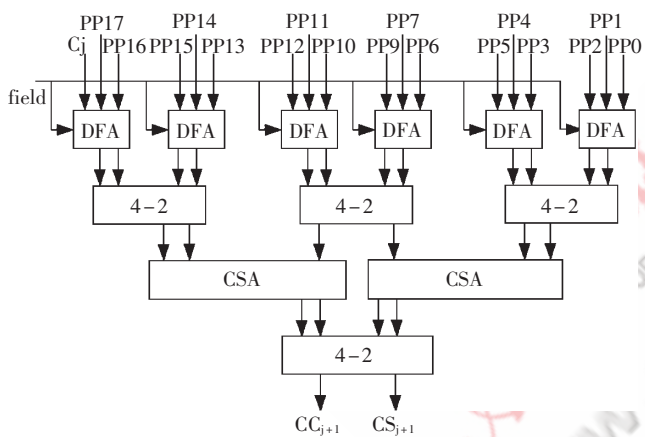 PP17 PP14 PP11 PP7 PP4 PP1
Cj PP16 PP15 PP13 PP12 PP10 PP9 PP6 PP5 PP3 PP2 PP0
field
DFA DFA DFA DFA DFA DFA
4-2 4-2 4-2
CSA CSA
4-2
CCj+1 CSj+1